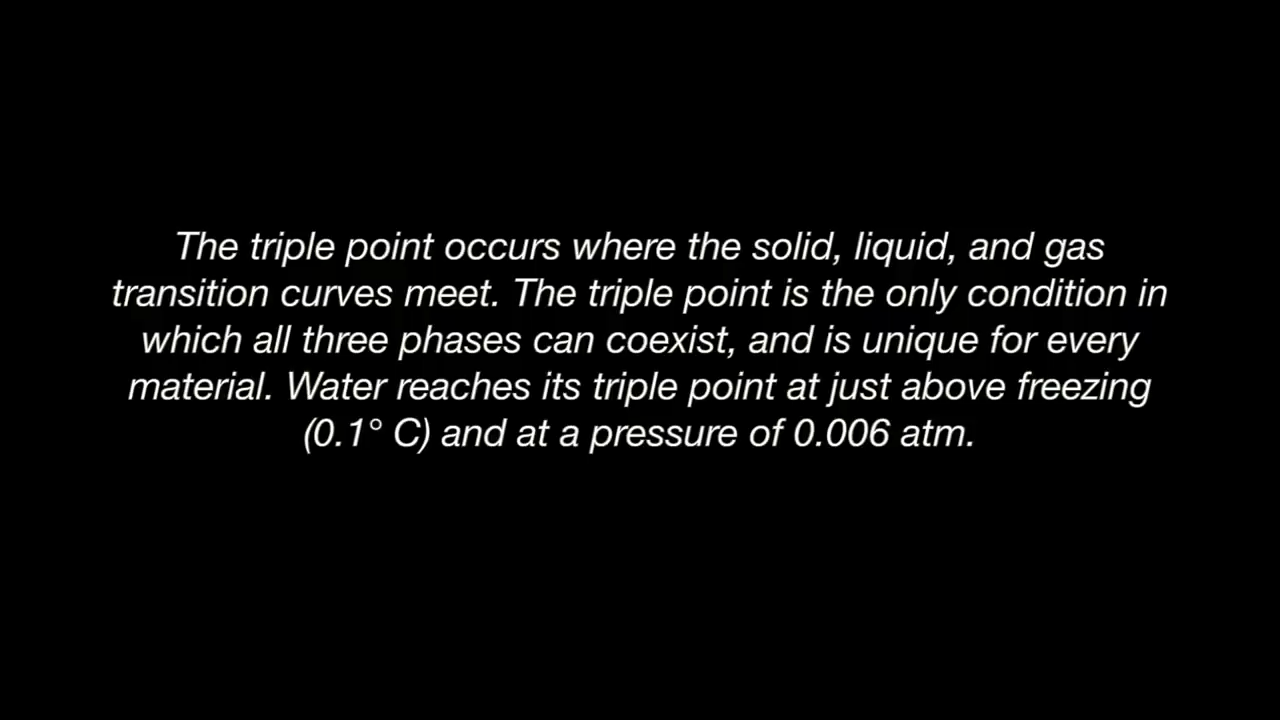 The triple point occurs where the solid, liquid, and gas
transition curves meet. The triple point is the only condition in
which all three phases can coexist, and is unique for every
material. Water reaches its triple point at just above freezing
(0.1° C) and at a pressure of 0.006 atm.